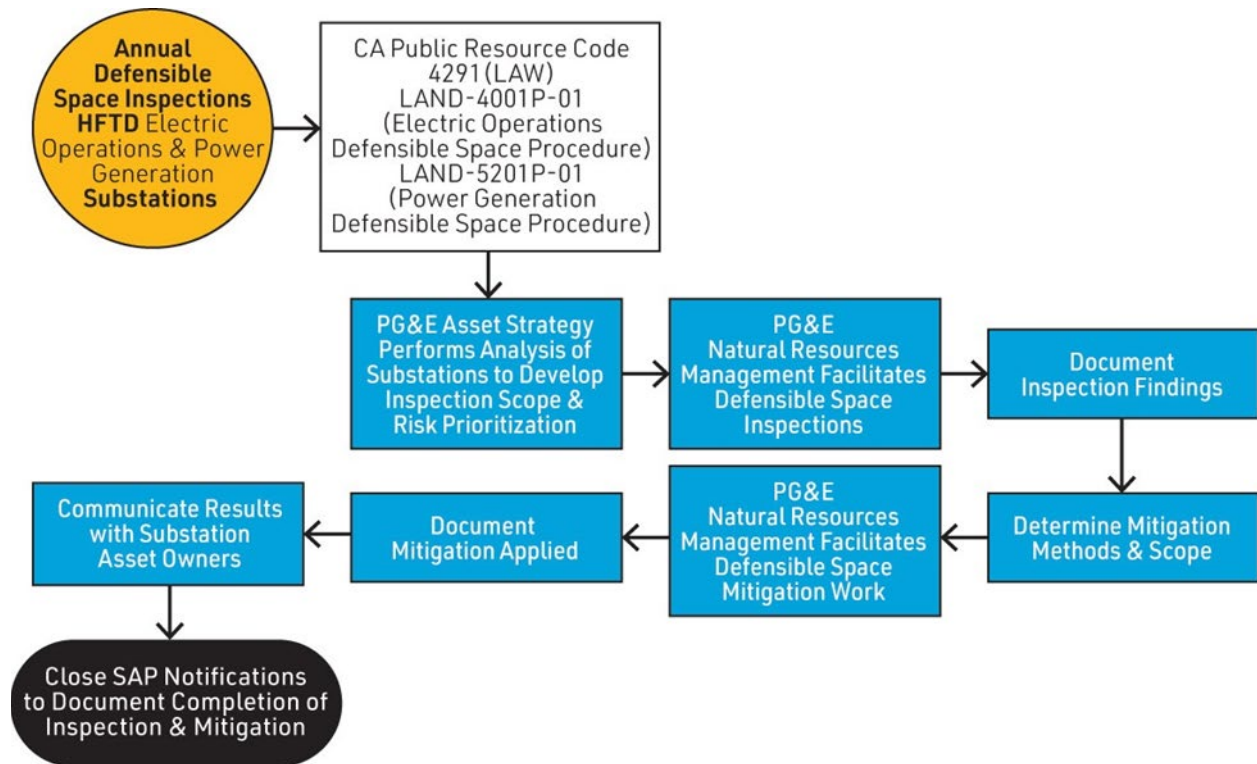 Annual
Defensible
Space Inspections
HFTD Electric
Operations & Power
Generation
Substations
CA Public Resource Code
4291 (LAW)
LAND-4001P-01
(Electric Operations
Defensible Space Procedure)
LAND-5201P-01
(Power Generation
Defensible Space Procedure)
PG&E Asset Strategy
Performs Analysis of
Substations to Develop
Inspection Scope &
Risk Prioritization
PG&E
Natural Resources
Management Facilitates
Defensible Space
Inspections
Document
Inspection Findings
Determine Mitigation
Methods & Scope
PG&E
Natural Resources
Management Facilitates
Defensible Space
Mitigation Work
Document
Mitigation Applied
Communicate Results
with Substation
Asset Owners
Close SAP Notifications
to Document Completion of
Inspection & Mitigation